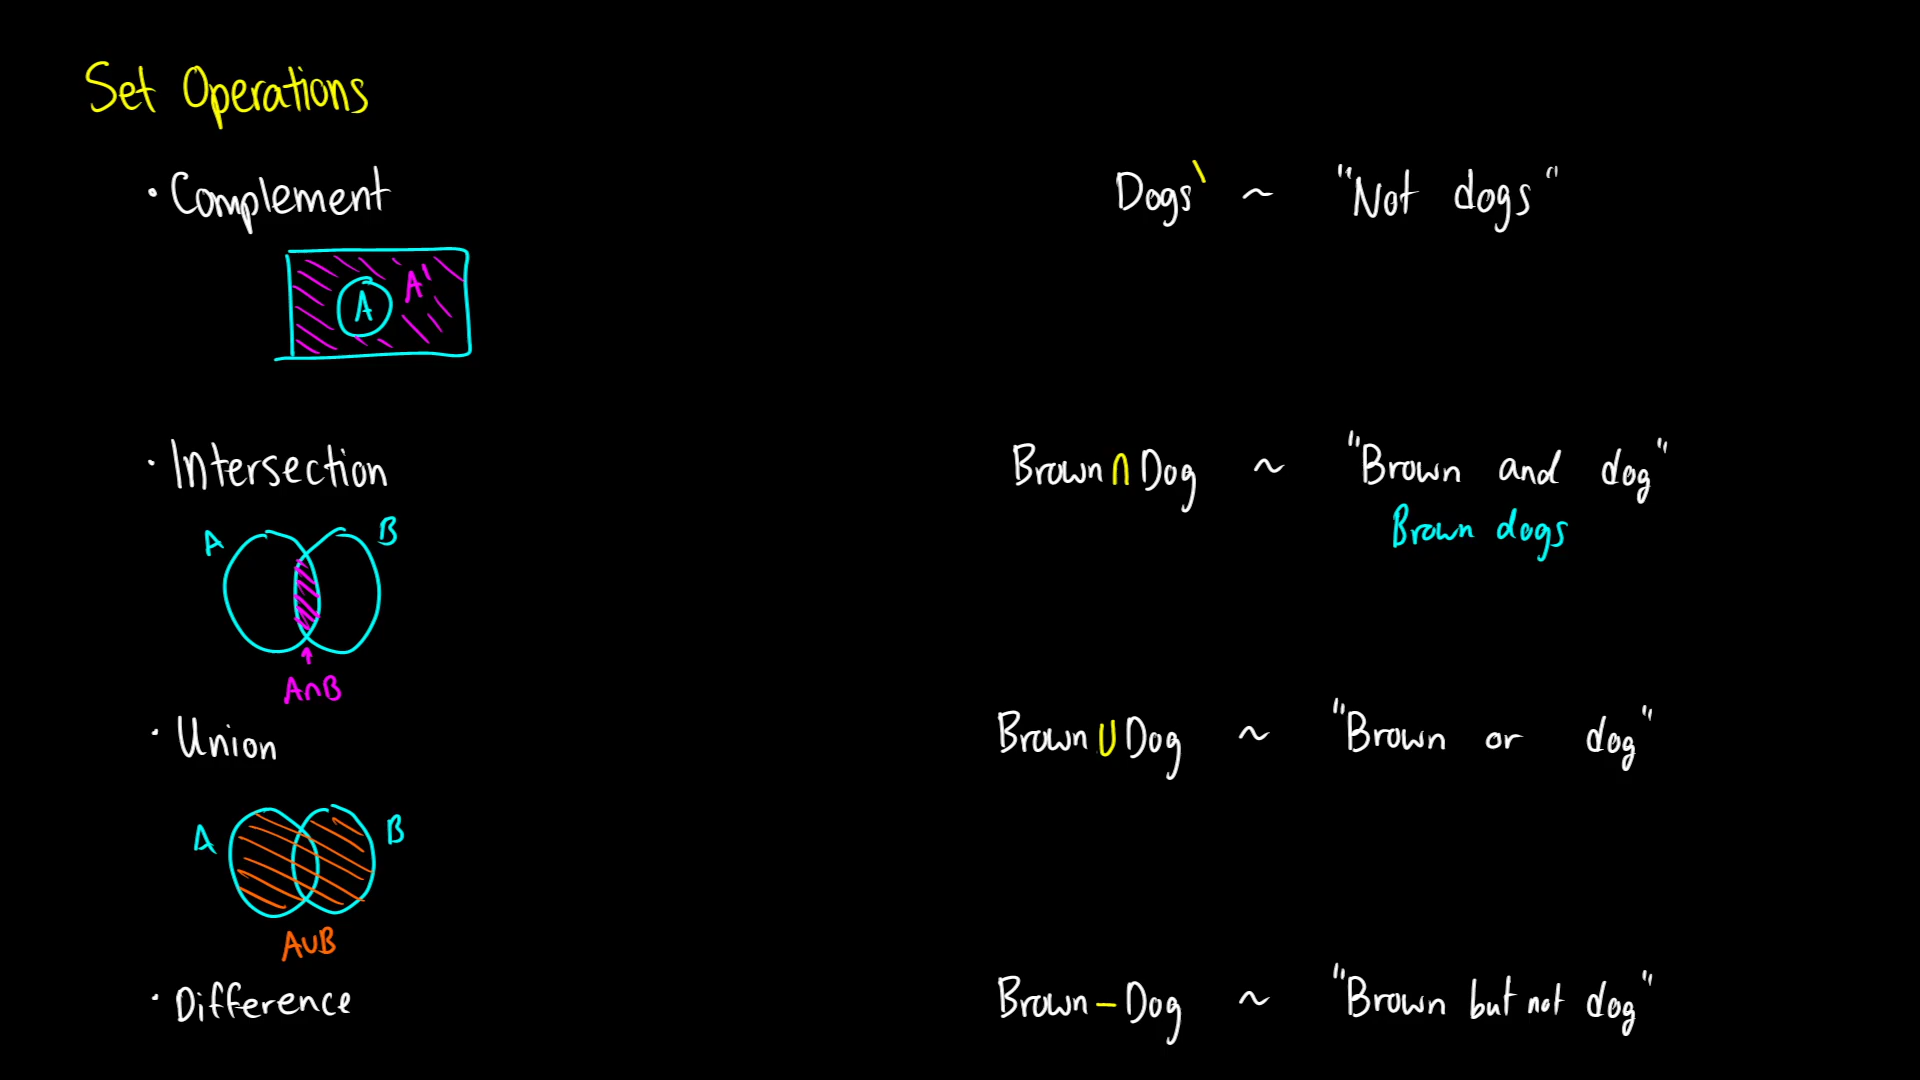 Set Operations
· Complement
Dogs' ~ "Not dogs"
A A'
· Intersection
Brown ∩ Dog ~ "Brown and dog"
Brown dogs
A B
A∩B
· Union
Brown ∪ Dog ~ "Brown or dog"
A B
A∪B
· Difference
Brown – Dog ~ "Brown but not dog"